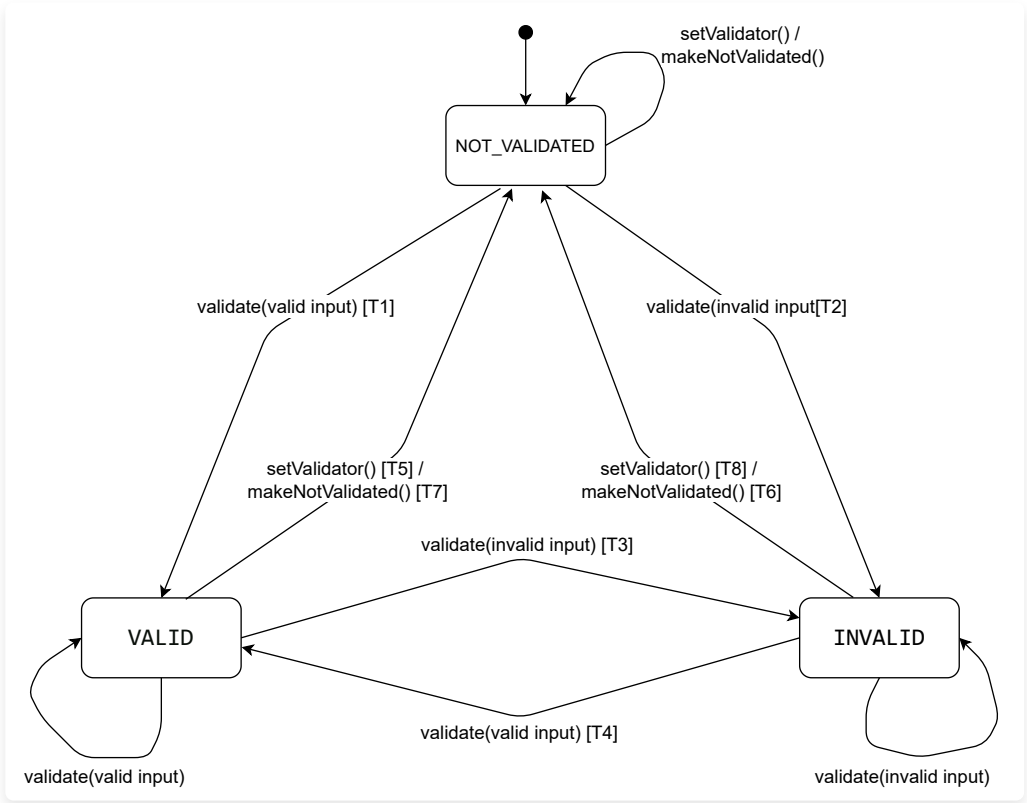 setValidator() /
makeNotValidated()
NOT_VALIDATED
validate(valid input) [T1]
validate(invalid input[T2]
setValidator() [T5] /
makeNotValidated() [T7]
setValidator() [T8] /
makeNotValidated() [T6]
validate(invalid input) [T3]
VALID
INVALID
validate(valid input) [T4]
validate(valid input)
validate(invalid input)